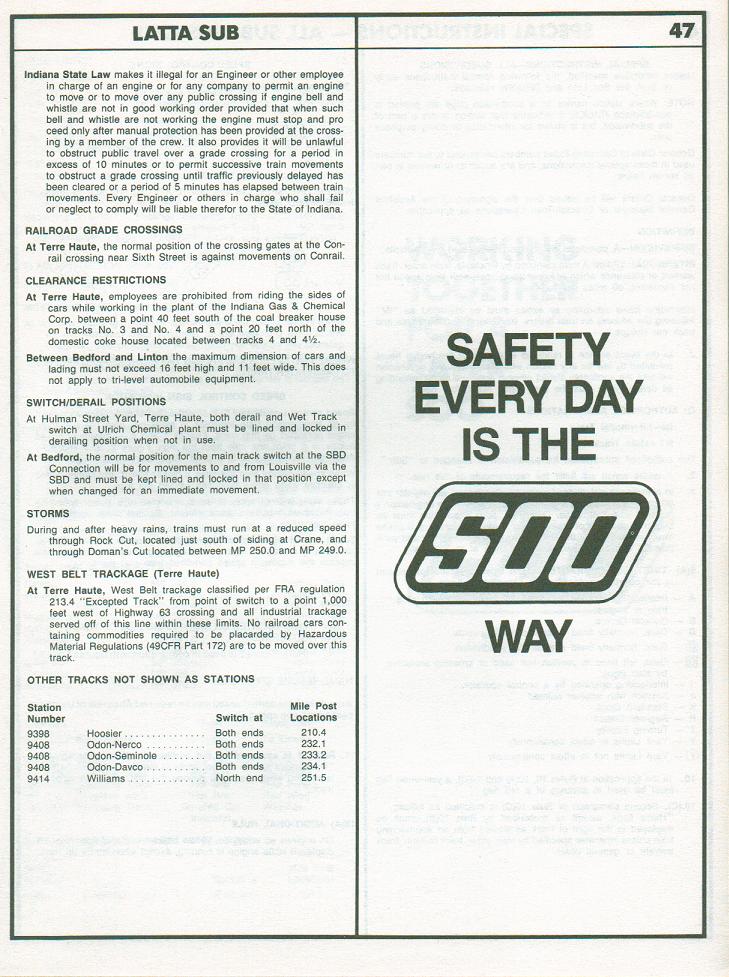 LATTA SUB
47
Indiana State Law makes it illegal for an Engineer or other employee
in charge of an engine or for any company to permit an engine
to move or to move over any public crossing if engine bell and
whistle are not in good working order provided that when such
bell and whistle are not working the engine must stop and pro
ceed only after manual protection has been provided at the cross-
ing by a member of the crew. It also provides it will be unlawful
to obstruct public travel over a grade crossing for a period in
excess of 10 minutes or to permit successive train movements
to obstruct a grade crossing until traffic previously delayed has
been cleared or a period of 5 minutes has elapsed between train
movements. Every Engineer or others in charge who shall fail
or neglect to comply will be liable therefor to the State of Indiana.
RAILROAD GRADE CROSSINGS
At Terre Haute, the normal position of the crossing gates at the Con-
rail crossing near Sixth Street is against movements on Conrail.
CLEARANCE RESTRICTIONS
At Terre Haute, employees are prohibited from riding the sides of
cars while working in the plant of the Indiana Gas & Chemical
Corp. between a point 40 feet south of the coal breaker house
on tracks No. 3 and No. 4 and a point 20 feet north of the
domestic coke house located between tracks 4 and 4½.
Between Bedford and Linton the maximum dimension of cars and
lading must not exceed 16 feet high and 11 feet wide. This does
not apply to tri-level automobile equipment.
SWITCH/DERAIL POSITIONS
At Hulman Street Yard, Terre Haute, both derail and Wet Track
switch at Ulrich Chemical plant must be lined and locked in
derailing position when not in use.
At Bedford, the normal position for the main track switch at the SBD
Connection will be for movements to and from Louisville via the
SBD and must be kept lined and locked in that position except
when changed for an immediate movement.
STORMS
During and after heavy rains, trains must run at a reduced speed
through Rock Cut, located just south of siding at Crane, and
through Doman's Cut located between MP 250.0 and MP 249.0.
WEST BELT TRACKAGE (Terre Haute)
At Terre Haute, West Belt trackage classified per FRA regulation
213.4 "Excepted Track" from point of switch to a point 1,000
feet west of Highway 63 crossing and all industrial trackage
served off of this line within these limits. No railroad cars con-
taining commodities required to be placarded by Hazardous
Material Regulations (49CFR Part 172) are to be moved over this
track.
OTHER TRACKS NOT SHOWN AS STATIONS
Station Mile Post
Number Switch at Locations
9398 Hoosier . . . . . . . . . . . . . . . Both ends 210.4
9408 Odon-Nerco . . . . . . . . . . . Both ends 232.1
9408 Odon-Seminole . . . . . . . . Both ends 233.2
9408 Odon-Davco . . . . . . . . . . . Both ends 234.1
9414 Williams . . . . . . . . . . . . . . North end 251.5
SAFETY
EVERY DAY
IS THE
SOO
WAY